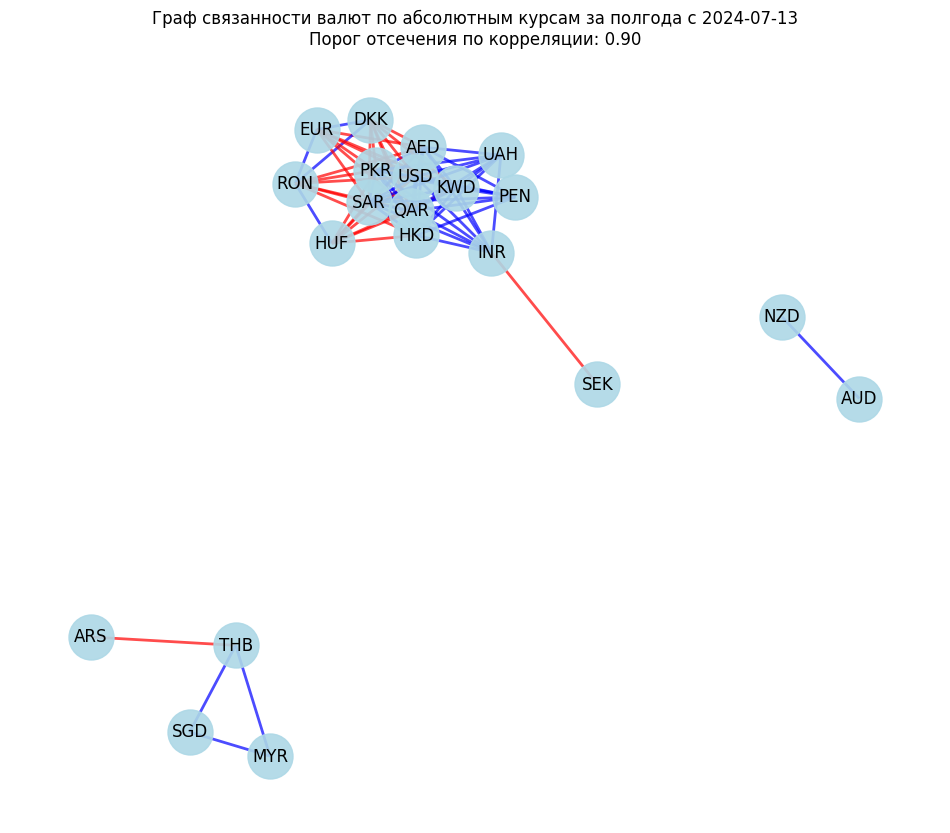 Граф связанности валют по абсолютным курсам за полгода с 2024-07-13
Порог отсечения по корреляции: 0.90
DKK
EUR
AED
UAH
PKR
USD
RON
KWD
PEN
SAR
QAR
HKD
HUF
INR
NZD
SEK
AUD
ARS
THB
SGD
MYR